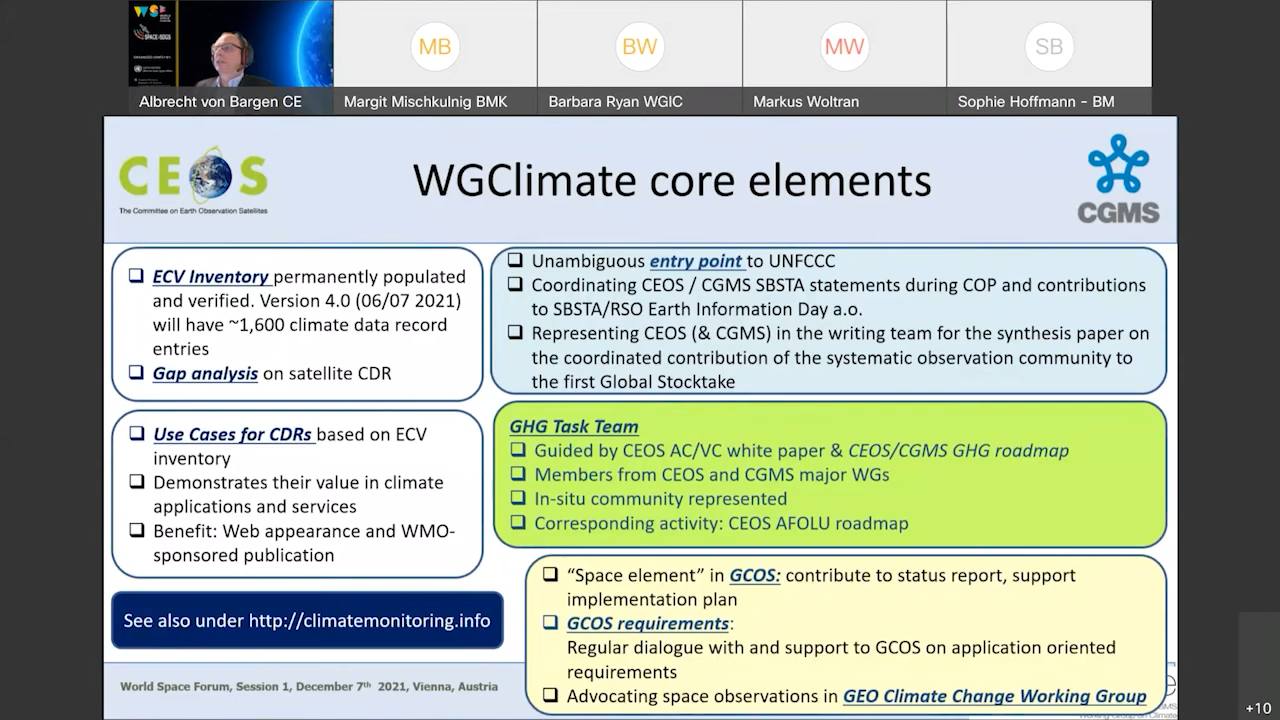 MB
BW
MW
SB
Albrecht von Bargen CE
Margit Mischkulnig BMK
Barbara Ryan WGIC
Markus Woltran
Sophie Hoffmann - BM
CEOS
The Committee on Earth Observation Satellites
WGClimate core elements
CGMS
ECV Inventory permanently populated
and verified. Version 4.0 (06/07 2021)
will have ~1,600 climate data record
entries
Gap analysis on satellite CDR
Unambiguous entry point to UNFCCC
Coordinating CEOS / CGMS SBSTA statements during COP and contributions
to SBSTA/RSO Earth Information Day a.o.
Representing CEOS (& CGMS) in the writing team for the synthesis paper on
the coordinated contribution of the systematic observation community to
the first Global Stocktake
Use Cases for CDRs based on ECV
inventory
Demonstrates their value in climate
applications and services
Benefit: Web appearance and WMO-
sponsored publication
GHG Task Team
Guided by CEOS AC/VC white paper & CEOS/CGMS GHG roadmap
Members from CEOS and CGMS major WGs
In-situ community represented
Corresponding activity: CEOS AFOLU roadmap
See also under http://climatemonitoring.info
"Space element" in GCOS: contribute to status report, support
implementation plan
GCOS requirements:
Regular dialogue with and support to GCOS on application oriented
requirements
Advocating space observations in GEO Climate Change Working Group
World Space Forum, Session 1, December 7th 2021, Vienna, Austria
+10